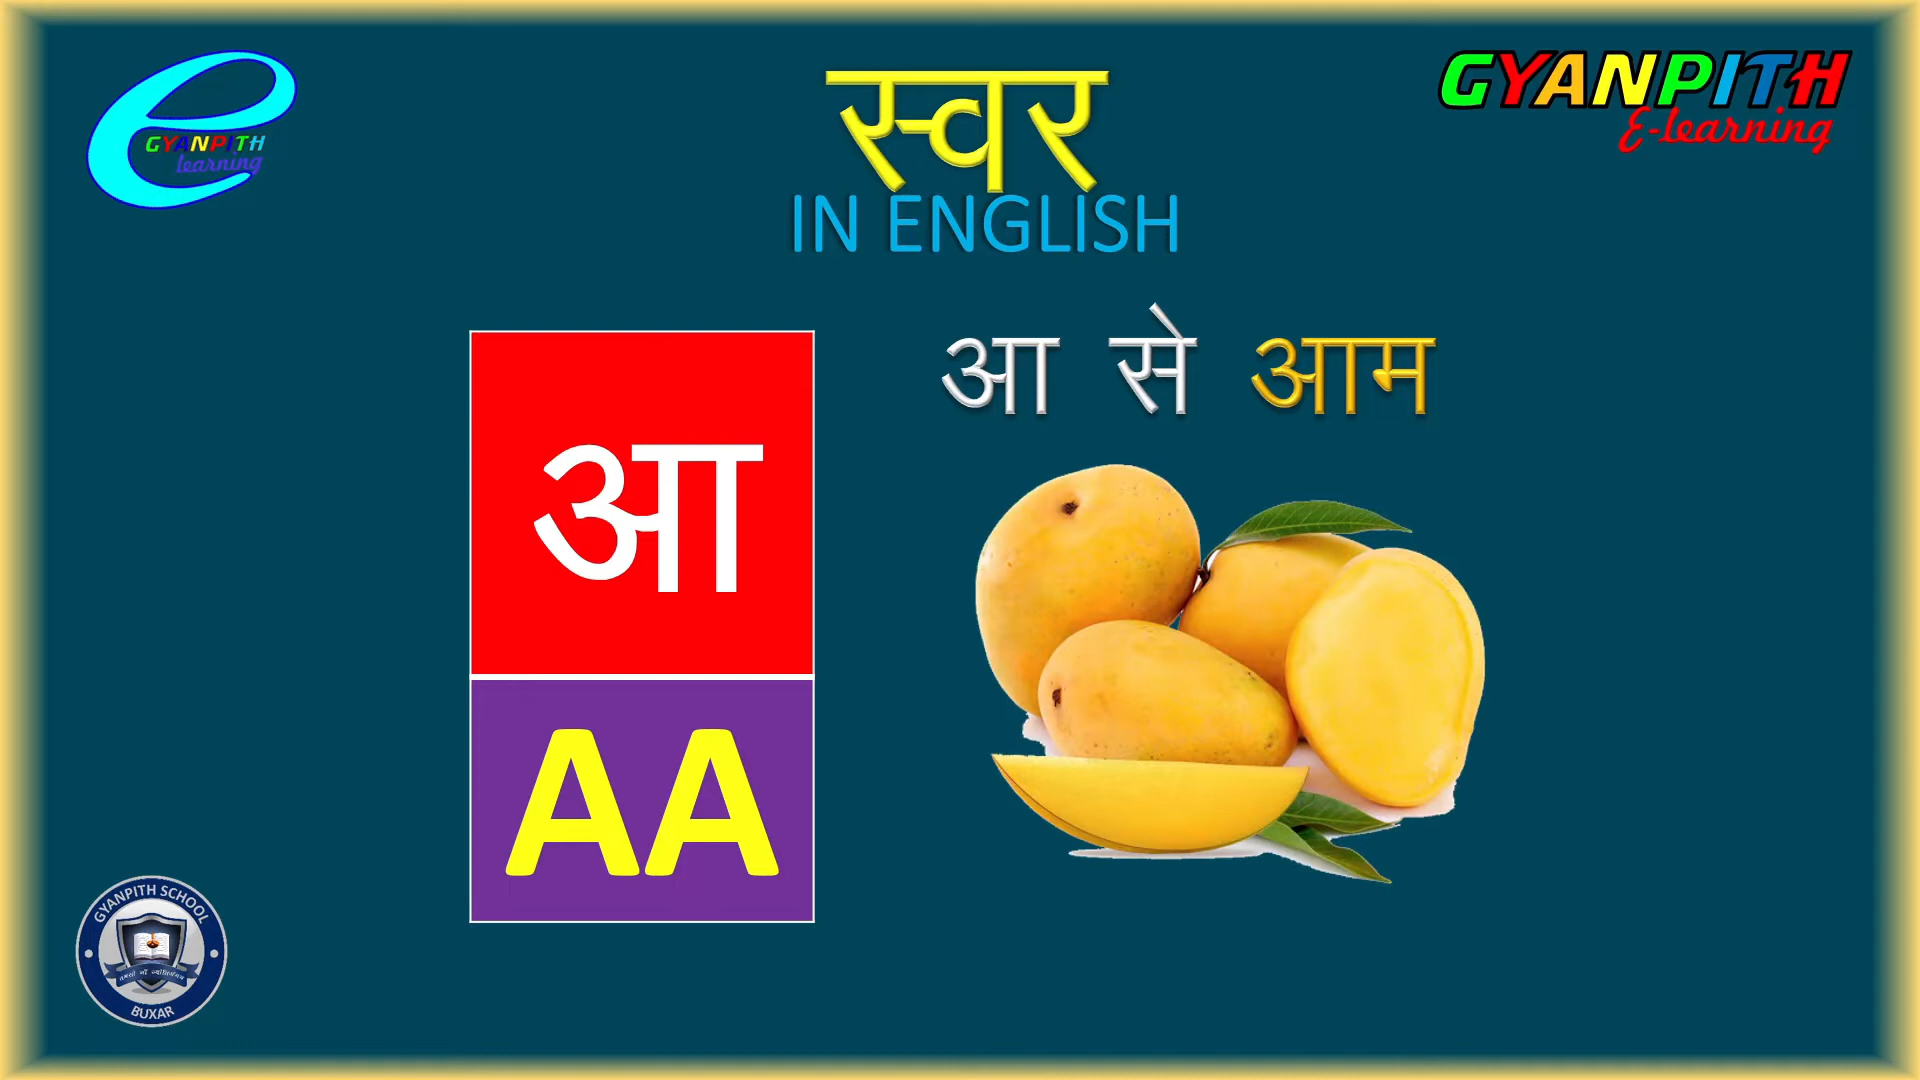 GYANPITH
learning
स्वर
IN ENGLISH
GYANPITH
E-learning
आ से आम
आ
AA
GYANPITH SCHOOL
BUXAR